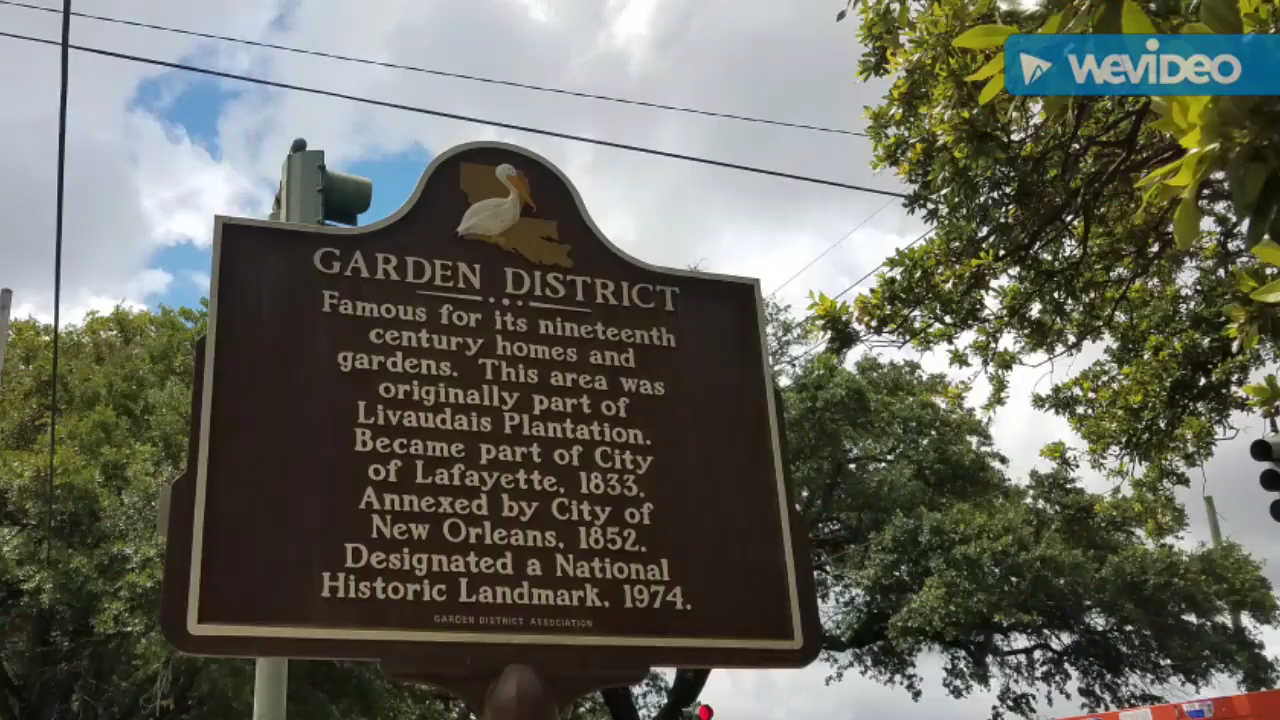 WEVIDEO
GARDEN DISTRICT
Famous for its nineteenth
century homes and
gardens. This area was
originally part of
Livaudais Plantation.
Became part of City
of Lafayette, 1833.
Annexed by City of
New Orleans, 1852.
Designated a National
Historic Landmark, 1974.
GARDEN DISTRICT ASSOCIATION